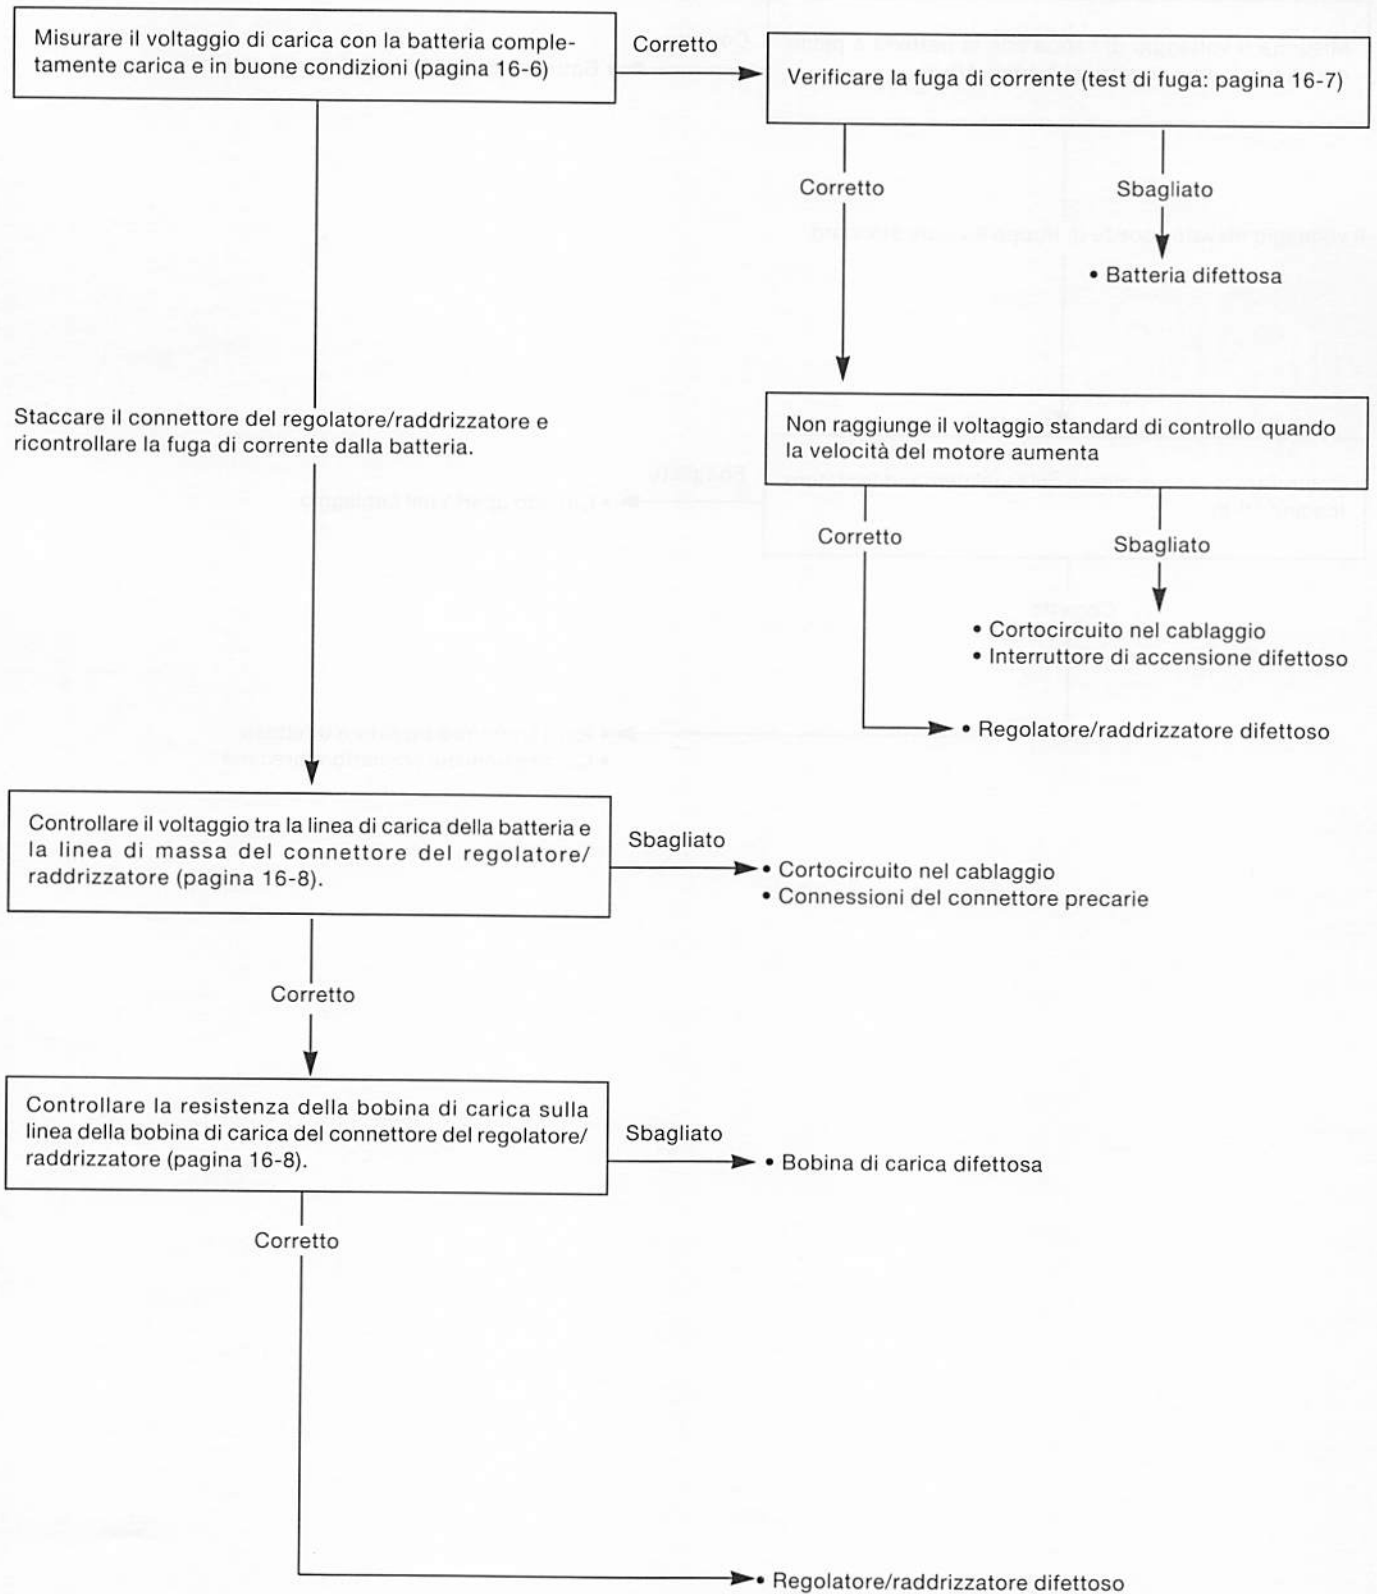 Misurare il voltaggio di carica con la batteria comple-
tamente carica e in buone condizioni (pagina 16-6)
Corretto
Verificare la fuga di corrente (test di fuga: pagina 16-7)
Corretto
Sbagliato
• Batteria difettosa
Staccare il connettore del regolatore/raddrizzatore e
ricontrollare la fuga di corrente dalla batteria.
Non raggiunge il voltaggio standard di controllo quando
la velocità del motore aumenta
Corretto
Sbagliato
• Cortocircuito nel cablaggio
• Interruttore di accensione difettoso
• Regolatore/raddrizzatore difettoso
Controllare il voltaggio tra la linea di carica della batteria e
la linea di massa del connettore del regolatore/
raddrizzatore (pagina 16-8).
Sbagliato
• Cortocircuito nel cablaggio
• Connessioni del connettore precarie
Corretto
Controllare la resistenza della bobina di carica sulla
linea della bobina di carica del connettore del regolatore/
raddrizzatore (pagina 16-8).
Sbagliato
• Bobina di carica difettosa
Corretto
• Regolatore/raddrizzatore difettoso